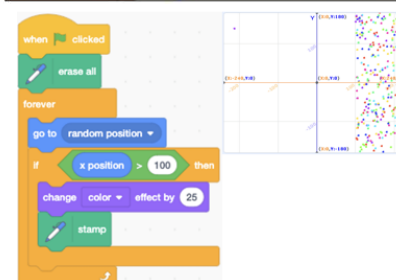 when clicked
erase all
forever
go to random position
if x position > 100 then
change color effect by 25
stamp
Y (X:0,Y:180)
(X:-240,Y:0) (X:0,Y:0)
(X:0,Y:-180)